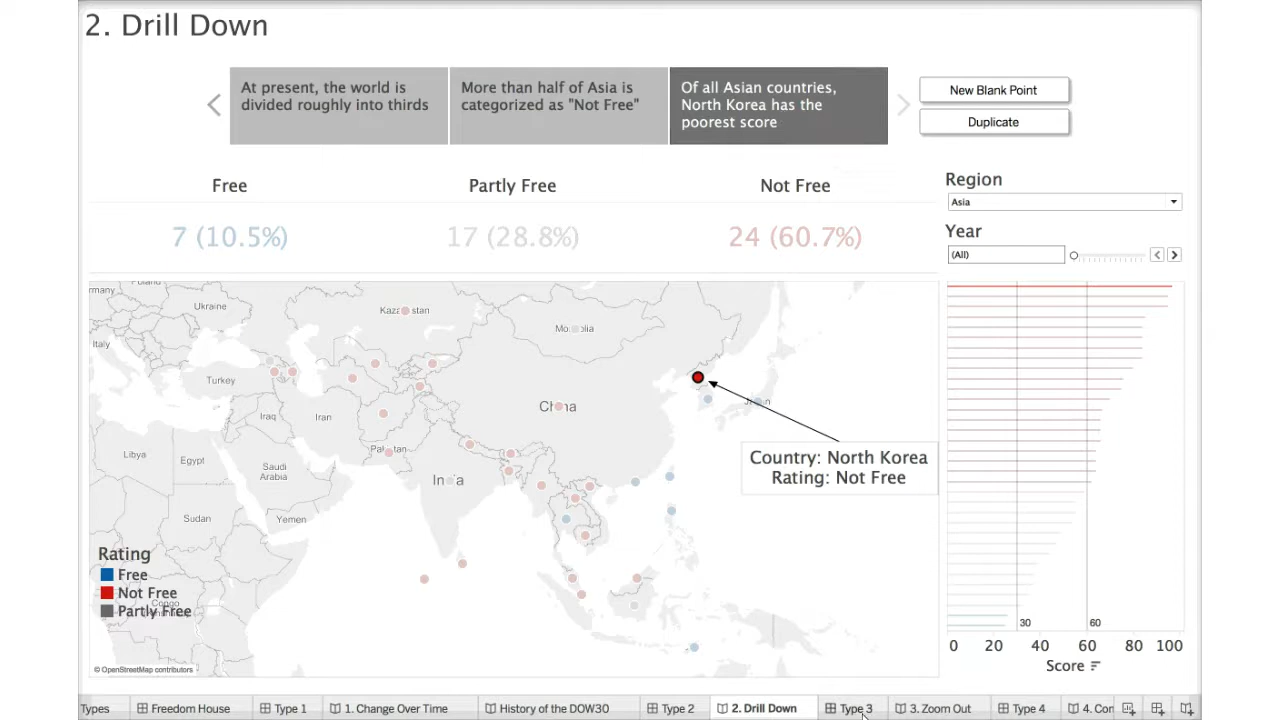 2. Drill Down
At present, the world is
divided roughly into thirds
More than half of Asia is
categorized as "Not Free"
Of all Asian countries,
North Korea has the
poorest score
New Blank Point
Duplicate
Free
Partly Free
Not Free
7 (10.5%)
17 (28.8%)
24 (60.7%)
Region
Asia
Year
(All)
Poland
rmany
Ukraine
Kazakhstan
Mongolia
Italy
Turkey
China
Japan
Iraq
Iran
Pakistan
Libya
Egypt
Saudi
Arabia
India
Sudan
Yemen
Country: North Korea
Rating: Not Free
Rating
Free
Not Free
Partly Free
Congo
© OpenStreetMap contributors
30
60
0 20 40 60 80 100
Score
Types
Freedom House
Type 1
1. Change Over Time
History of the DOW30
Type 2
2. Drill Down
Type 3
3. Zoom Out
Type 4
4. Con